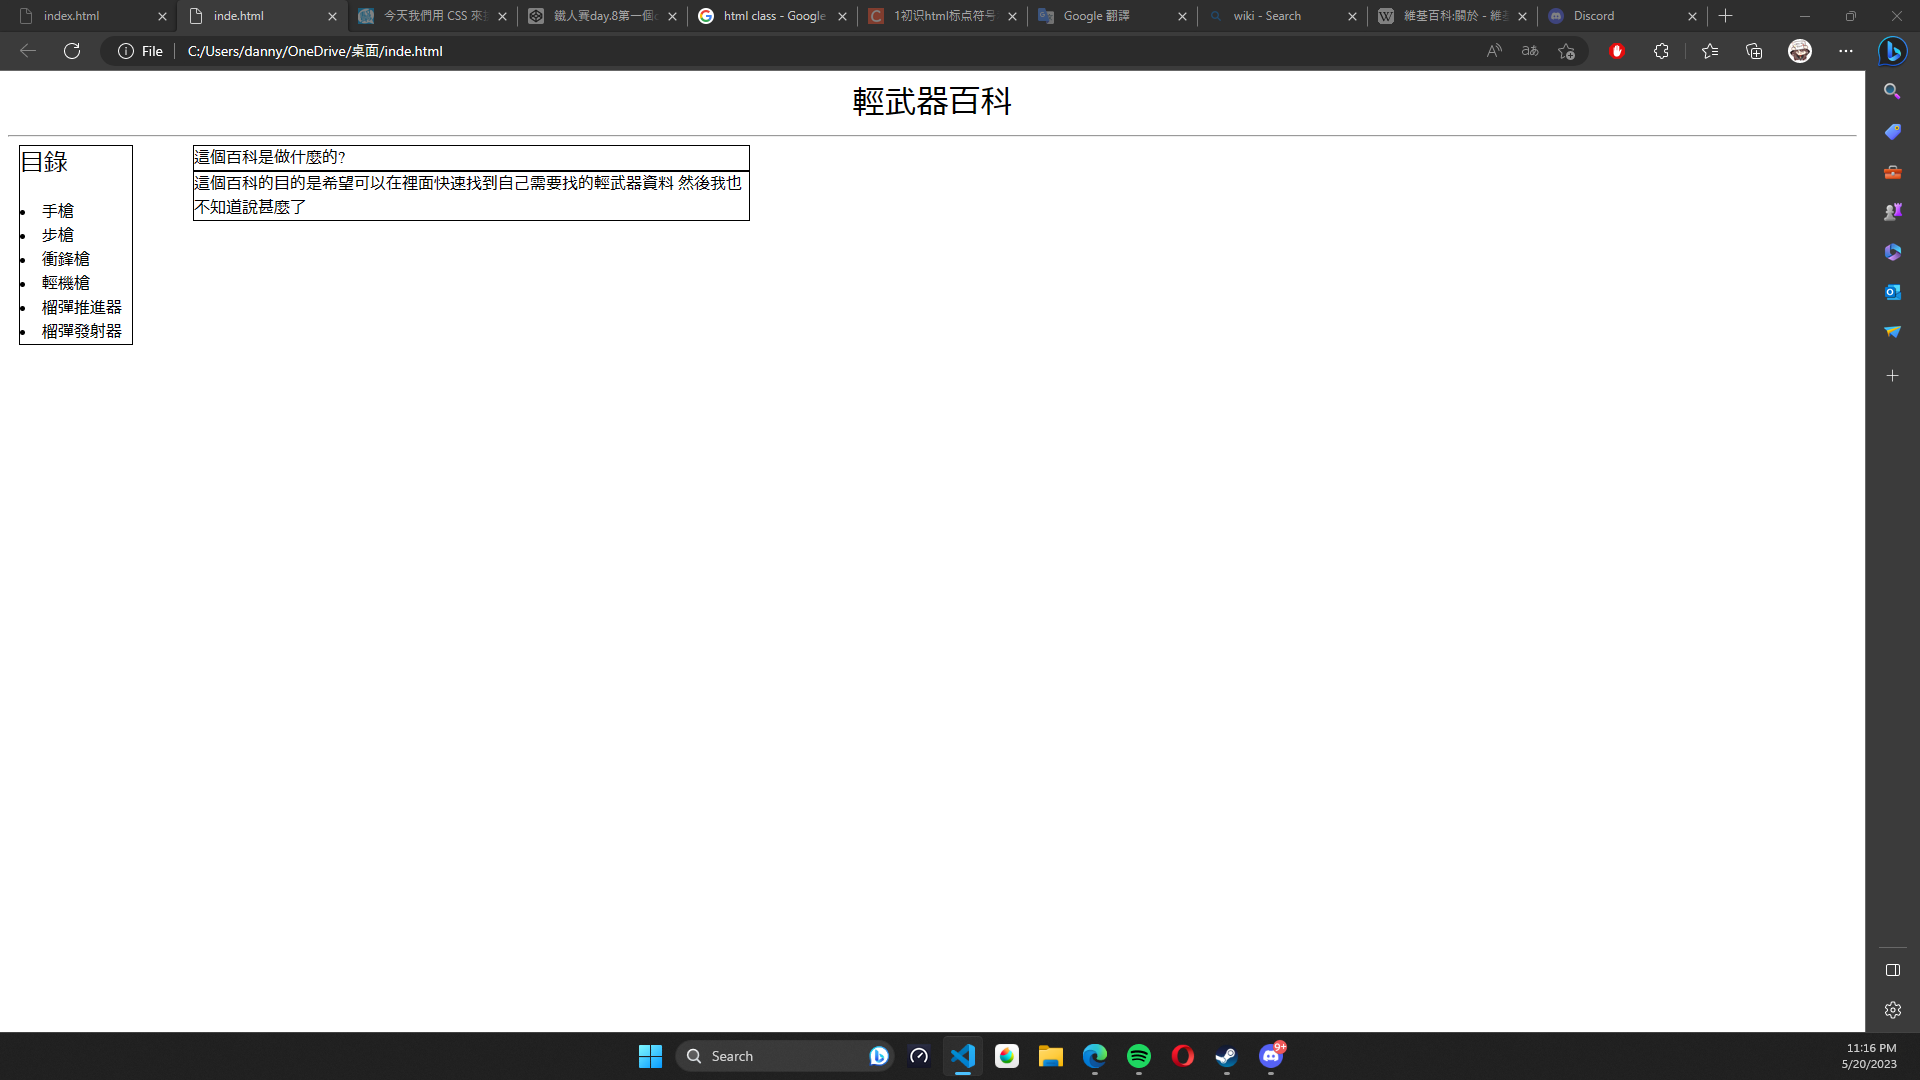 index.html
inde.html
今天我們用 CSS 來
鐵人賽day.8第一個
html class - Google
1初识html标点符号
Google 翻譯
wiki - Search
維基百科:關於 - 維
Discord
File
C:/Users/danny/OneDrive/桌面/inde.html
輕武器百科
目錄
手槍
步槍
衝鋒槍
輕機槍
榴彈推進器
榴彈發射器
這個百科是做什麼的?
這個百科的目的是希望可以在裡面快速找到自己需要找的輕武器資料 然後我也
不知道說甚麼了
Search
9+
11:16 PM
5/20/2023